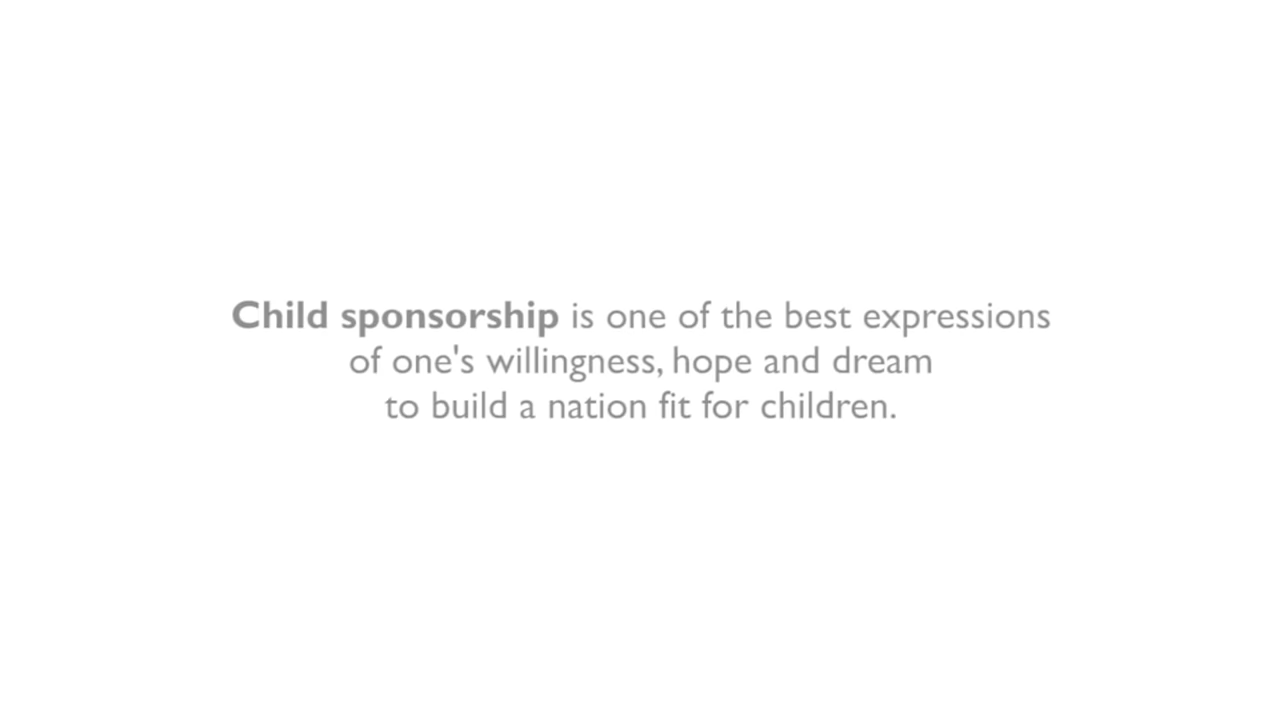 Child sponsorship is one of the best expressions
of one's willingness, hope and dream
to build a nation fit for children.